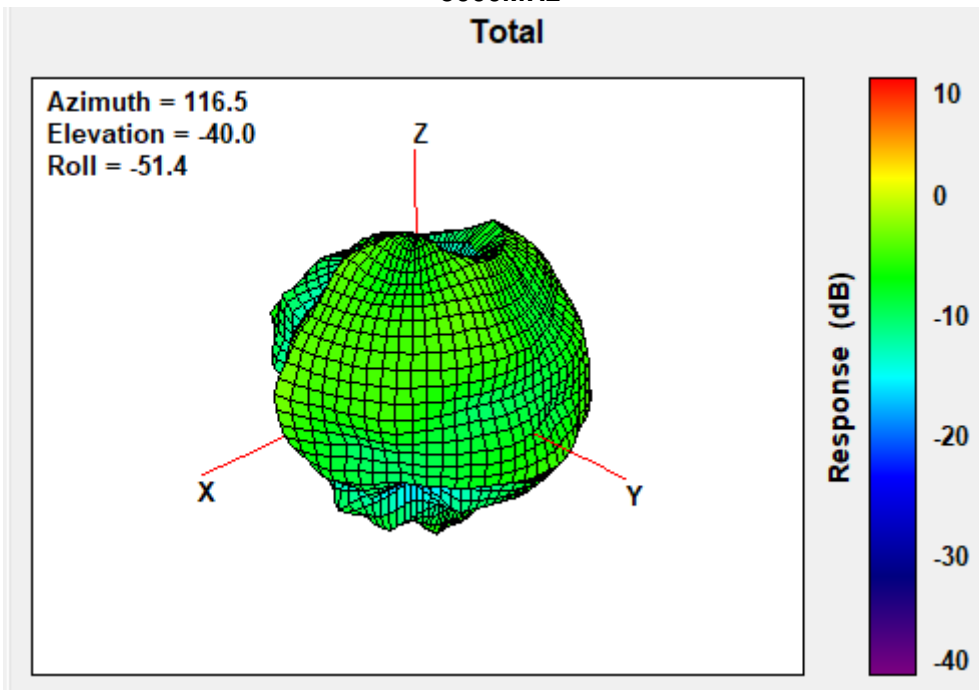 Total
Azimuth = 116.5
Elevation = -40.0
Roll = -51.4
Z
X
Y
10
0
-10
-20
-30
-40
Response (dB)